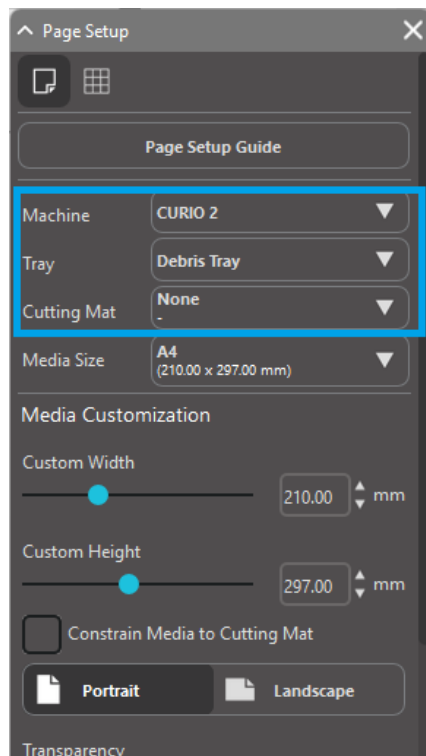 Page Setup
Page Setup Guide
Machine CURIO 2
Tray Debris Tray
Cutting Mat None
-
Media Size A4
(210.00 x 297.00 mm)
Media Customization
Custom Width
210.00 mm
Custom Height
297.00 mm
Constrain Media to Cutting Mat
Portrait Landscape
Transparency